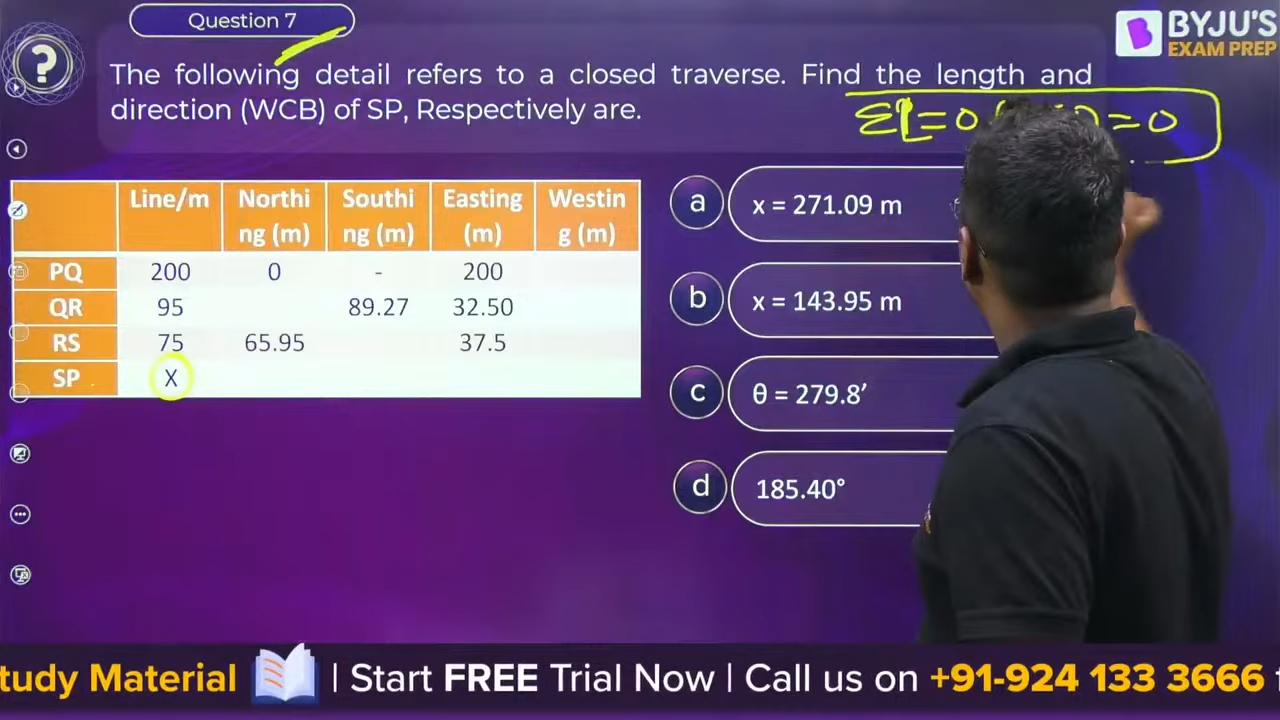 Question 7
BYJU'S
EXAM PREP
?
The following detail refers to a closed traverse. Find the length and
direction (WCB) of SP, Respectively are.
ΣL=0 =0
Line/m Northi ng (m) Southi ng (m) Easting (m) Westin g (m)
PQ 200 0 - 200
QR 95 89.27 32.50
RS 75 65.95 37.5
SP X
a x = 271.09 m
b x = 143.95 m
c θ = 279.8′
d 185.40°
tudy Material | Start FREE Trial Now | Call us on +91-924 133 3666